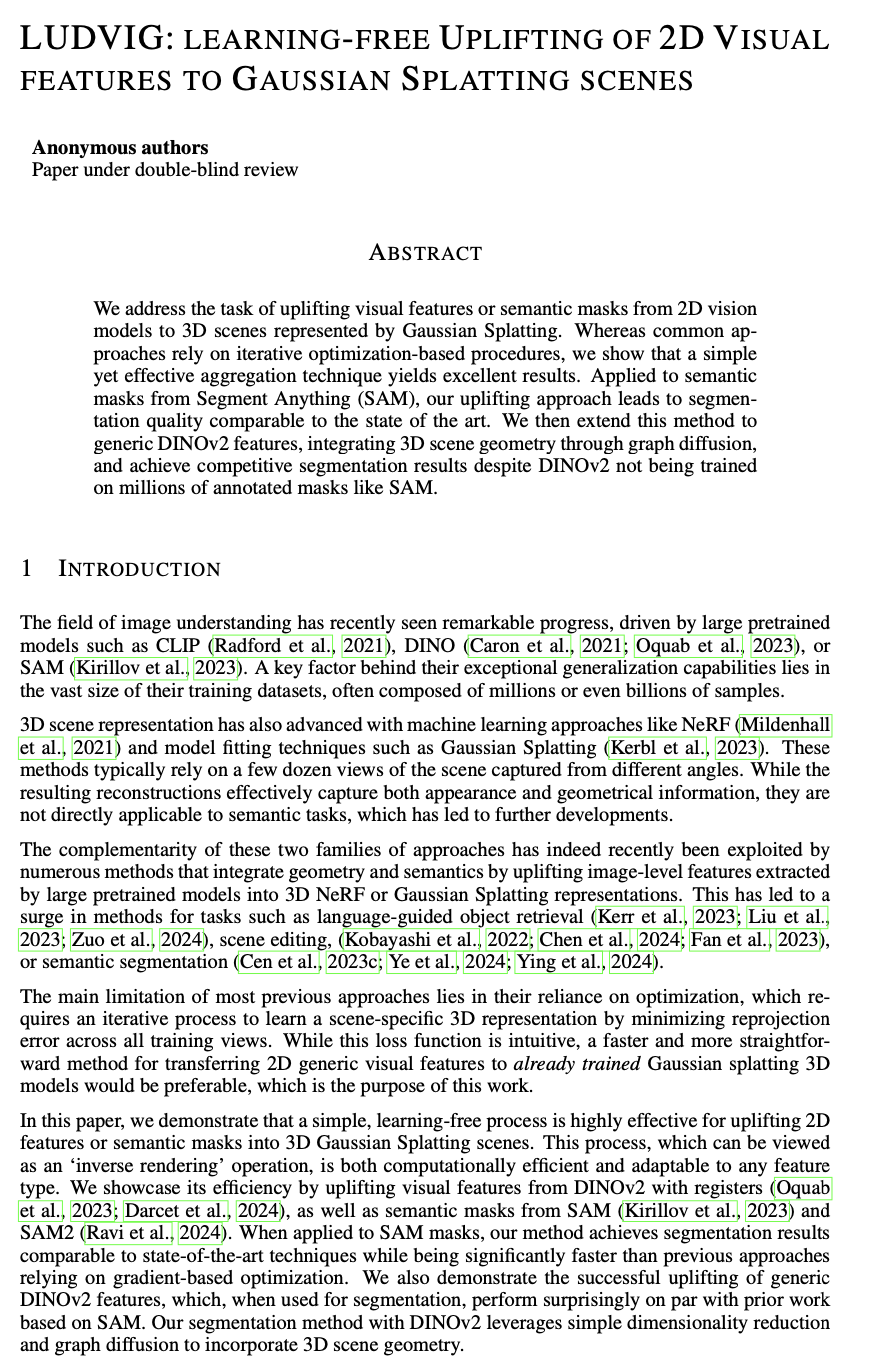 LUDVIG: LEARNING-FREE UPLIFTING OF 2D VISUAL
FEATURES TO GAUSSIAN SPLATTING SCENES
Anonymous authors
Paper under double-blind review
ABSTRACT
We address the task of uplifting visual features or semantic masks from 2D vision
models to 3D scenes represented by Gaussian Splatting. Whereas common ap-
proaches rely on iterative optimization-based procedures, we show that a simple
yet effective aggregation technique yields excellent results. Applied to semantic
masks from Segment Anything (SAM), our uplifting approach leads to segmen-
tation quality comparable to the state of the art. We then extend this method to
generic DINOv2 features, integrating 3D scene geometry through graph diffusion,
and achieve competitive segmentation results despite DINOv2 not being trained
on millions of annotated masks like SAM.
1 INTRODUCTION
The field of image understanding has recently seen remarkable progress, driven by large pretrained
models such as CLIP (Radford et al., 2021), DINO (Caron et al., 2021; Oquab et al., 2023), or
SAM (Kirillov et al., 2023). A key factor behind their exceptional generalization capabilities lies in
the vast size of their training datasets, often composed of millions or even billions of samples.
3D scene representation has also advanced with machine learning approaches like NeRF (Mildenhall
et al., 2021) and model fitting techniques such as Gaussian Splatting (Kerbl et al., 2023). These
methods typically rely on a few dozen views of the scene captured from different angles. While the
resulting reconstructions effectively capture both appearance and geometrical information, they are
not directly applicable to semantic tasks, which has led to further developments.
The complementarity of these two families of approaches has indeed recently been exploited by
numerous methods that integrate geometry and semantics by uplifting image-level features extracted
by large pretrained models into 3D NeRF or Gaussian Splatting representations. This has led to a
surge in methods for tasks such as language-guided object retrieval (Kerr et al., 2023; Liu et al.,
2023; Zuo et al., 2024), scene editing, (Kobayashi et al., 2022; Chen et al., 2024; Fan et al., 2023),
or semantic segmentation (Cen et al., 2023c; Ye et al., 2024; Ying et al., 2024).
The main limitation of most previous approaches lies in their reliance on optimization, which re-
quires an iterative process to learn a scene-specific 3D representation by minimizing reprojection
error across all training views. While this loss function is intuitive, a faster and more straightfor-
ward method for transferring 2D generic visual features to already trained Gaussian splatting 3D
models would be preferable, which is the purpose of this work.
In this paper, we demonstrate that a simple, learning-free process is highly effective for uplifting 2D
features or semantic masks into 3D Gaussian Splatting scenes. This process, which can be viewed
as an ‘inverse rendering’ operation, is both computationally efficient and adaptable to any feature
type. We showcase its efficiency by uplifting visual features from DINOv2 with registers (Oquab
et al., 2023; Darcet et al., 2024), as well as semantic masks from SAM (Kirillov et al., 2023) and
SAM2 (Ravi et al., 2024). When applied to SAM masks, our method achieves segmentation results
comparable to state-of-the-art techniques while being significantly faster than previous approaches
relying on gradient-based optimization. We also demonstrate the successful uplifting of generic
DINOv2 features, which, when used for segmentation, perform surprisingly on par with prior work
based on SAM. Our segmentation method with DINOv2 leverages simple dimensionality reduction
and graph diffusion to incorporate 3D scene geometry.